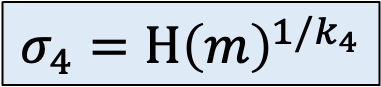 σ₄ = H(m)^{1/k₄}